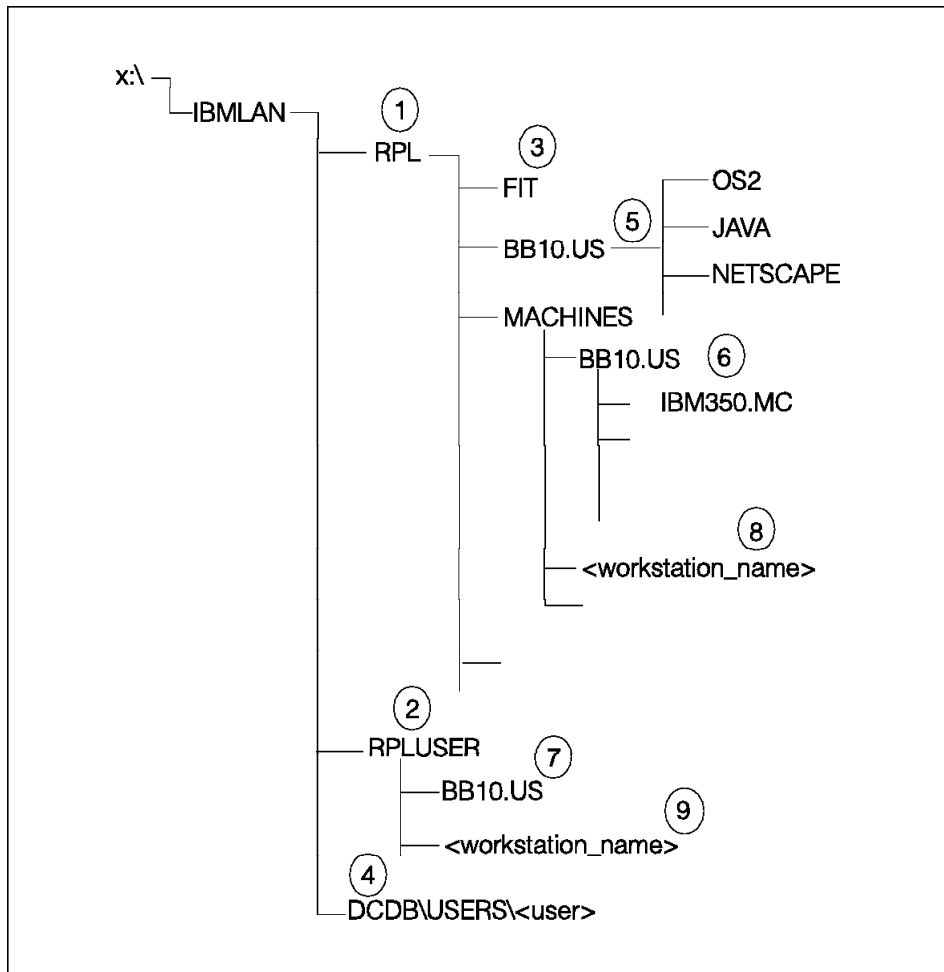 x:\
IBMLAN
1
RPL
3
FIT
OS2
5
BB10.US
JAVA
NETSCAPE
MACHINES
BB10.US 6
IBM350.MC
8
<workstation_name>
2
RPLUSER
7
BB10.US
9
<workstation_name>
4
DCDB\USERS\<user>